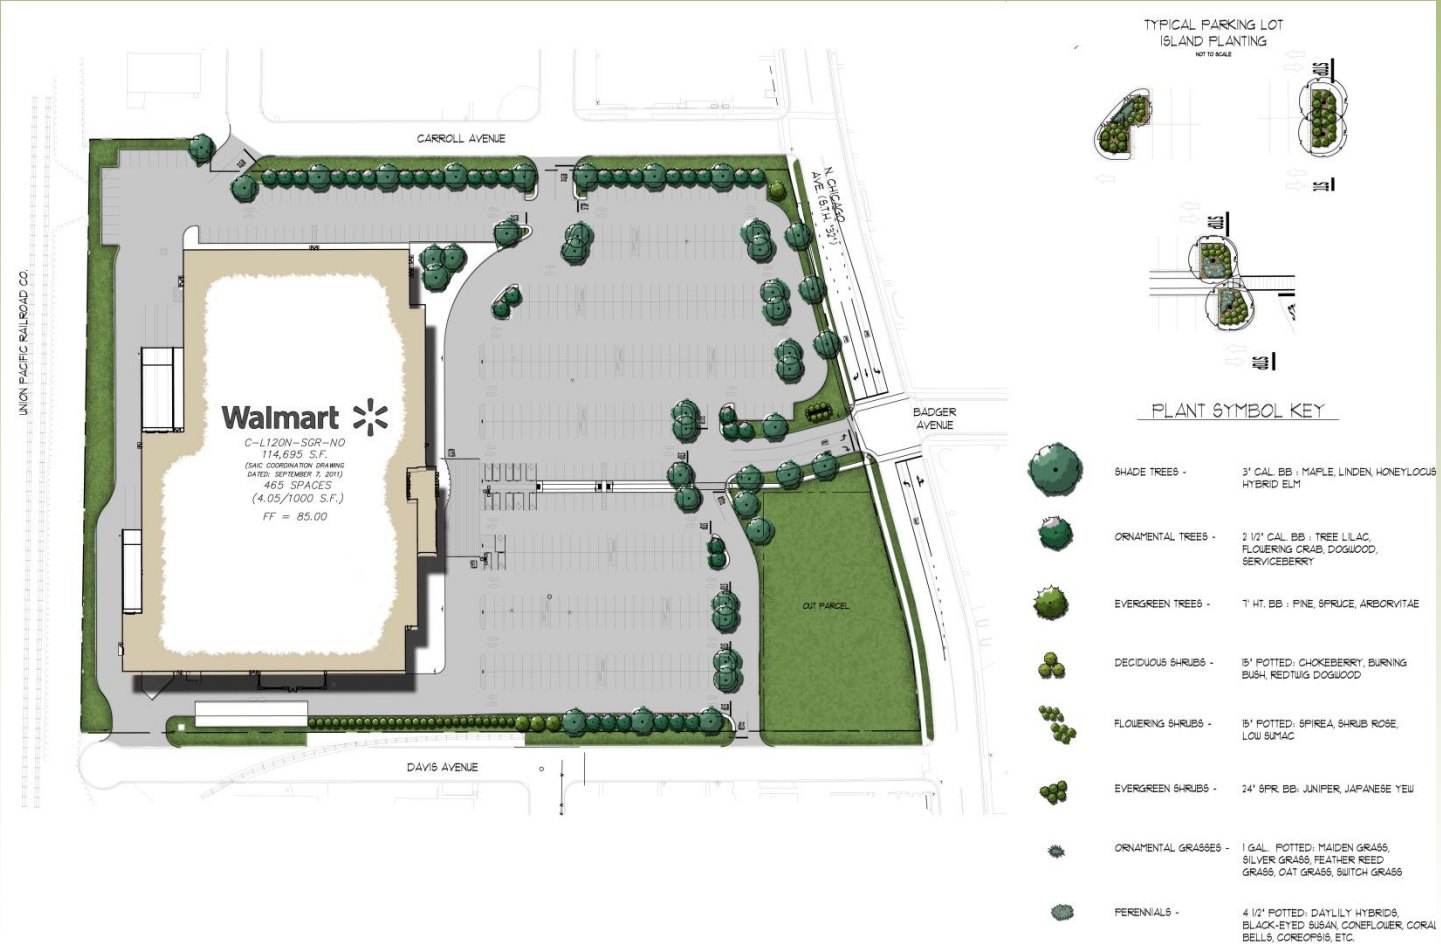 TYPICAL PARKING LOT
ISLAND PLANTING
NOT TO SCALE
STOP
STOP
STOP
CARROLL AVENUE
N. CHICAGO
AVE. (S.T.H. '32')
UNION PACIFIC RAILROAD CO.
Walmart
C-L120N-SGR-NO
114,695 S.F.
(SAIC COORDINATION DRAWING
DATED: SEPTEMBER 7, 2011)
465 SPACES
(4.05/1000 S.F.)
FF = 85.00
BADGER
AVENUE
OUT PARCEL
DAVIS AVENUE
PLANT SYMBOL KEY
SHADE TREES - 3" CAL. BB : MAPLE, LINDEN, HONEYLOCUS
HYBRID ELM
ORNAMENTAL TREES - 2 1/2" CAL. BB : TREE LILAC,
FLOWERING CRAB, DOGWOOD,
SERVICEBERRY
EVERGREEN TREES - 7' HT. BB : PINE, SPRUCE, ARBORVITAE
DECIDUOUS SHRUBS - 15" POTTED: CHOKEBERRY, BURNING
BUSH, REDTWIG DOGWOOD
FLOWERING SHRUBS - 15" POTTED: SPIREA, SHRUB ROSE,
LOW SUMAC
EVERGREEN SHRUBS - 24" SPR. BB: JUNIPER, JAPANESE YEW
ORNAMENTAL GRASSES - 1 GAL. POTTED: MAIDEN GRASS,
SILVER GRASS, FEATHER REED
GRASS, OAT GRASS, SWITCH GRASS
PERENNIALS - 4 1/2" POTTED: DAYLILY HYBRIDS,
BLACK-EYED SUSAN, CONEFLOWER, CORAL
BELLS, COREOPSIS, ETC.